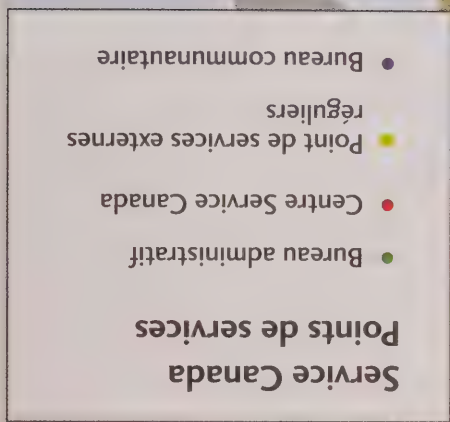 Service Canada
Points de services
Bureau administratif
Centre Service Canada
Point de services externes
réguliers
Bureau communautaire